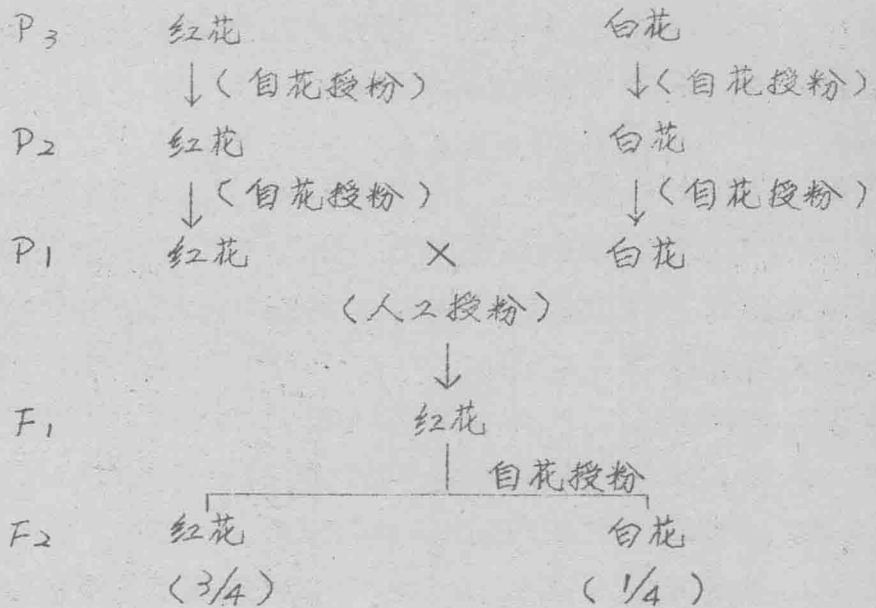 P3 红花 白花
↓(自花授粉) ↓(自花授粉)
P2 红花 白花
↓(自花授粉) ↓(自花授粉)
P1 红花 × 白花
(人工授粉)
↓
F1 红花
自花授粉
F2 红花 白花
(3/4) (1/4)